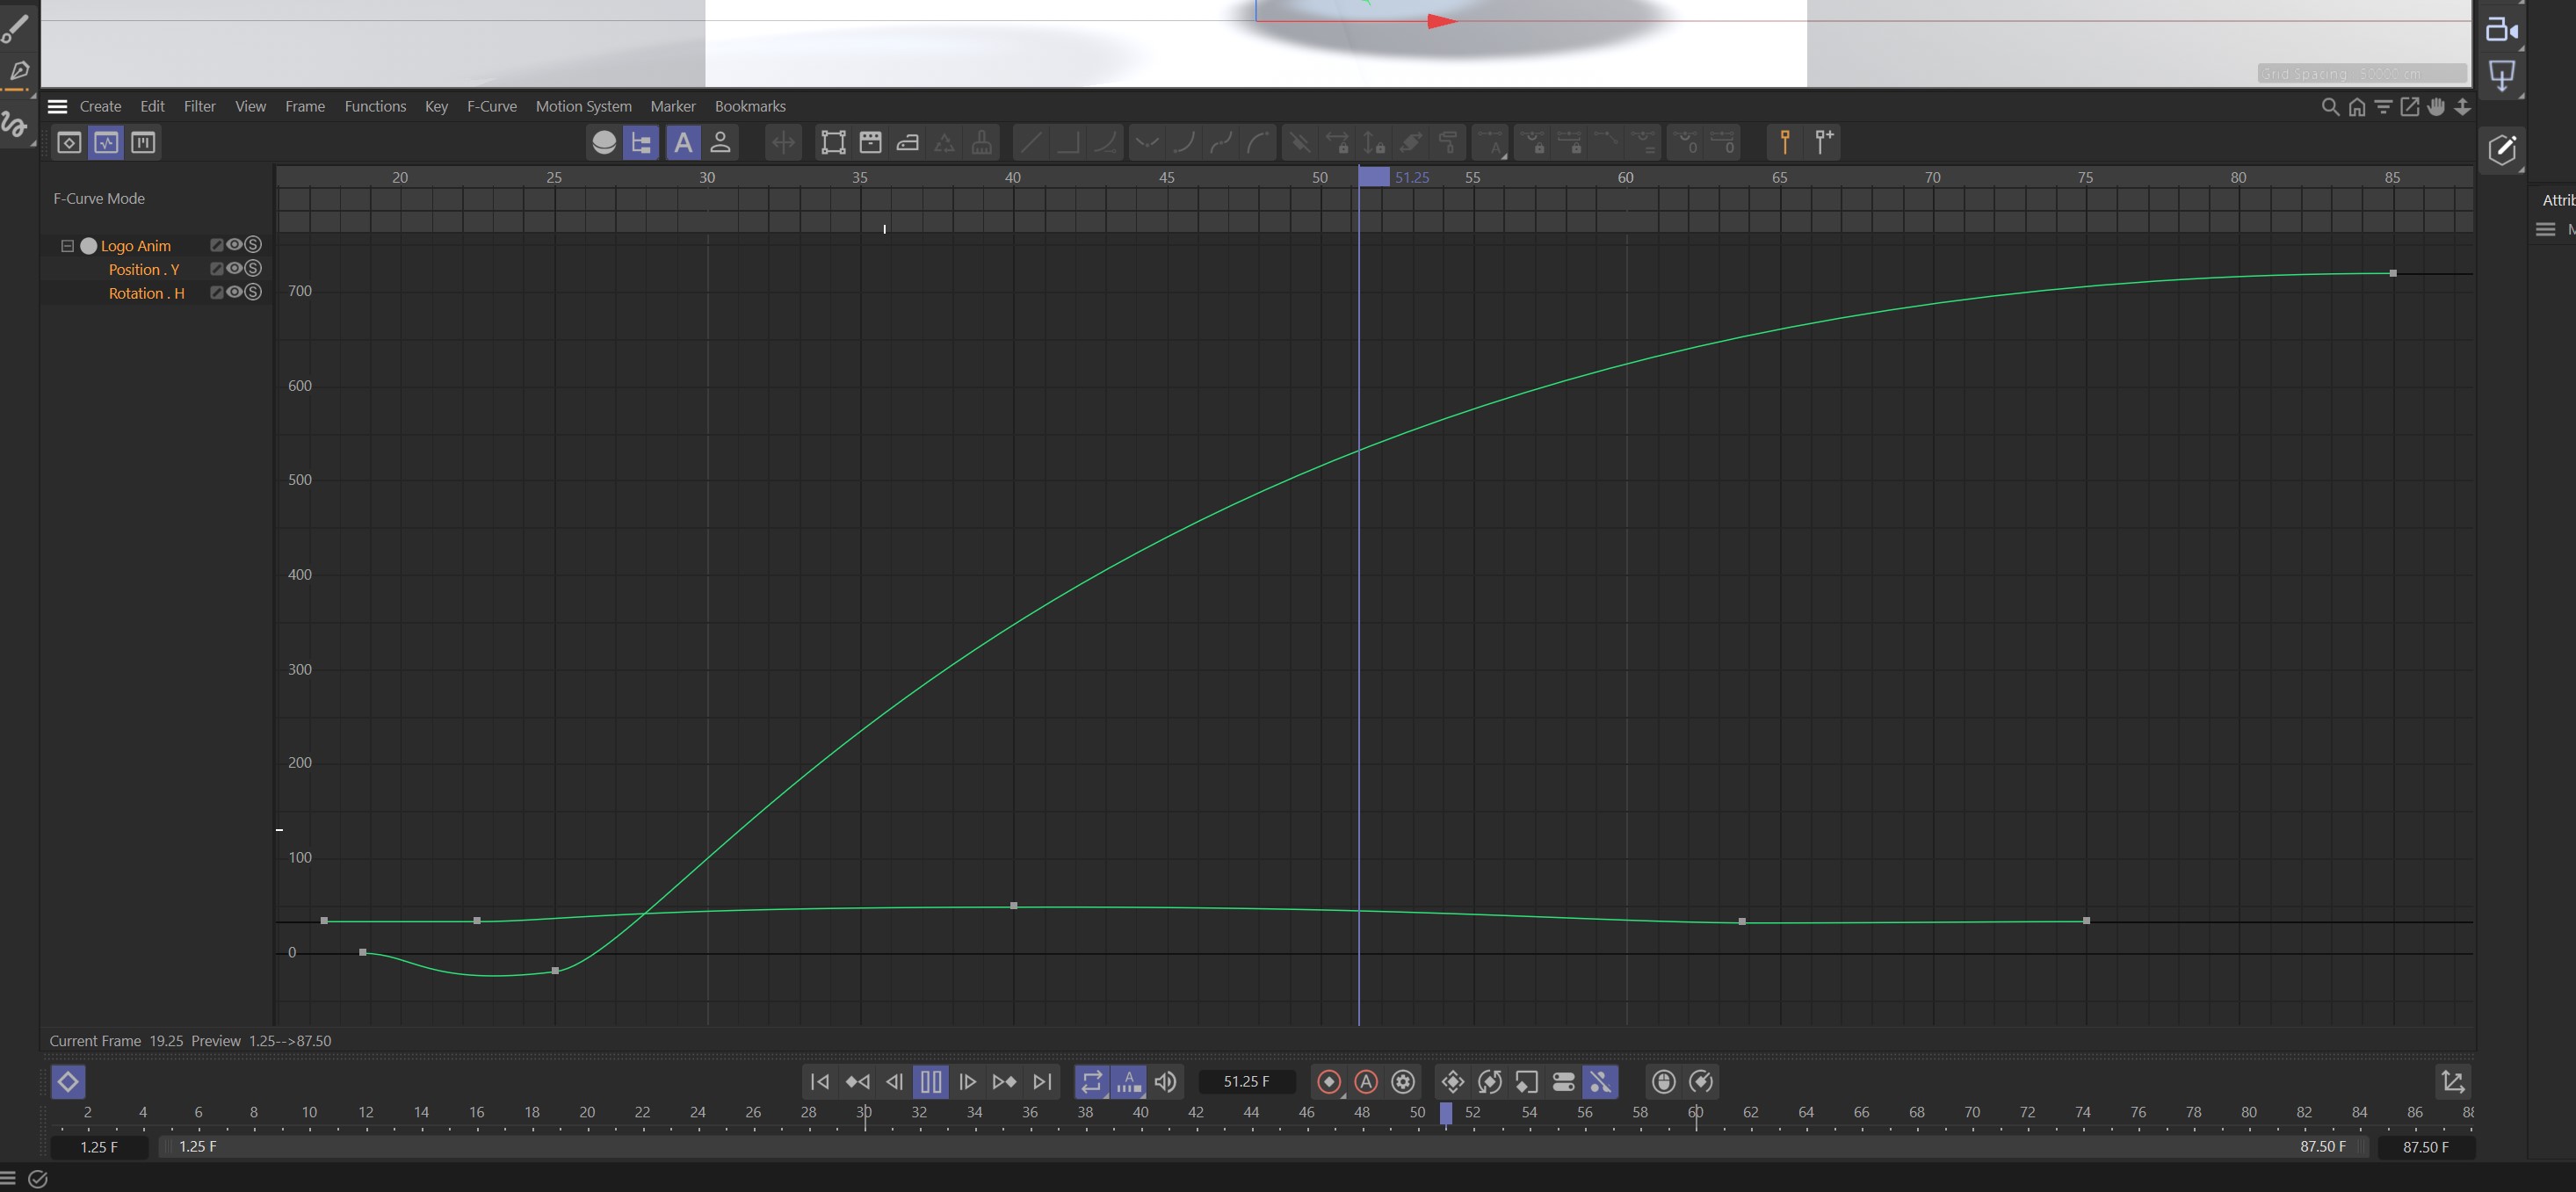 Grid Spacing : 50000 cm
Create Edit Filter View Frame Functions Key F-Curve Motion System Marker Bookmarks
20 25 30 35 40 45 50 51.25 55 60 65 70 75 80 85
F-Curve Mode
Attrib
M
Logo Anim
Position . Y
Rotation . H
700
600
500
400
300
200
100
0
Current Frame 19.25 Preview 1.25-->87.50
51.25 F
2 4 6 8 10 12 14 16 18 20 22 24 26 28 30 32 34 36 38 40 42 44 46 48 50 52 54 56 58 60 62 64 66 68 70 72 74 76 78 80 82 84 86 88
1.25 F 1.25 F 87.50 F 87.50 F